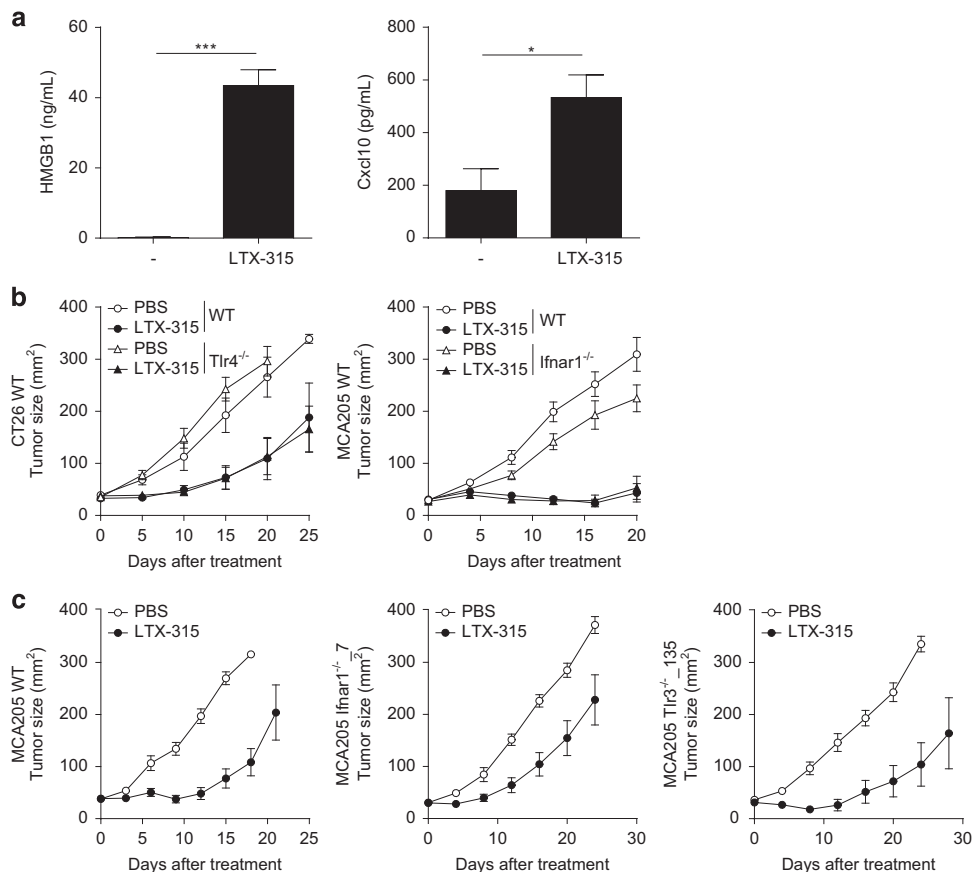 a
HMGB1 (ng/mL)
60
40
20
0
***
-
LTX-315
Cxcl10 (pg/mL)
800
600
400
200
0
*
-
LTX-315
b
CT26 WT
Tumor size (mm²)
400
300
200
100
0
PBS
LTX-315
WT
PBS
LTX-315
Tlr4-/-
0 5 10 15 20 25
Days after treatment
MCA205 WT
Tumor size (mm²)
400
300
200
100
0
PBS
LTX-315
WT
PBS
LTX-315
Ifnar1-/-
0 5 10 15 20
Days after treatment
c
MCA205 WT
Tumor size (mm²)
400
300
200
100
0
PBS
LTX-315
0 5 10 15 20 25
Days after treatment
MCA205 Ifnar1-/-_7
Tumor size (mm²)
400
300
200
100
0
PBS
LTX-315
0 10 20 30
Days after treatment
MCA205 Tlr3-/-_135
Tumor size (mm²)
400
300
200
100
0
PBS
LTX-315
0 10 20 30
Days after treatment